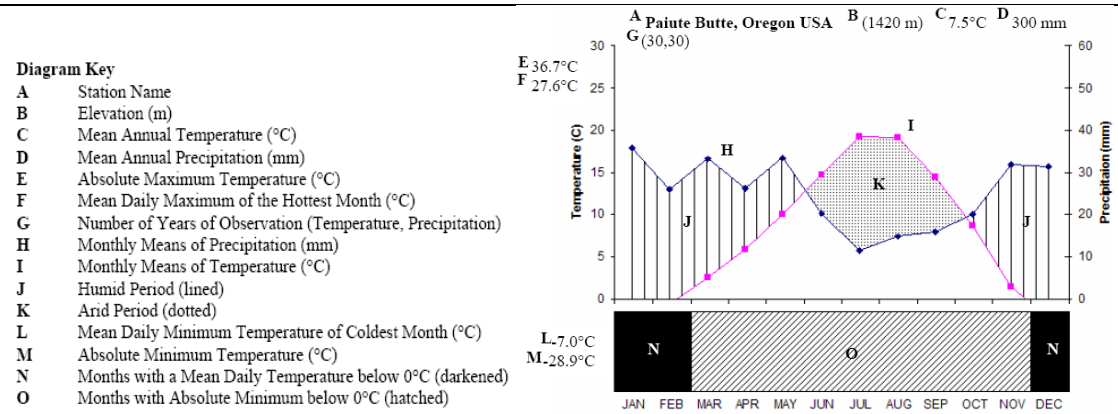 Diagram Key
A Station Name
B Elevation (m)
C Mean Annual Temperature (°C)
D Mean Annual Precipitation (mm)
E Absolute Maximum Temperature (°C)
F Mean Daily Maximum of the Hottest Month (°C)
G Number of Years of Observation (Temperature, Precipitation)
H Monthly Means of Precipitation (mm)
I Monthly Means of Temperature (°C)
J Humid Period (lined)
K Arid Period (dotted)
L Mean Daily Minimum Temperature of Coldest Month (°C)
M Absolute Minimum Temperature (°C)
N Months with a Mean Daily Temperature below 0°C (darkened)
O Months with Absolute Minimum below 0°C (hatched)
A Paiute Butte, Oregon USA B (1420 m) C 7.5°C D 300 mm
G (30,30)
E 36.7°C
F 27.6°C
Temperature (C)
30
25
20
15
10
5
0
H
I
J
K
J
60
50
40
30
20
10
0
Precipitaion (mm)
L -7.0°C
M -28.9°C
N
O
N
JAN FEB MAR APR MAY JUN JUL AUG SEP OCT NOV DEC